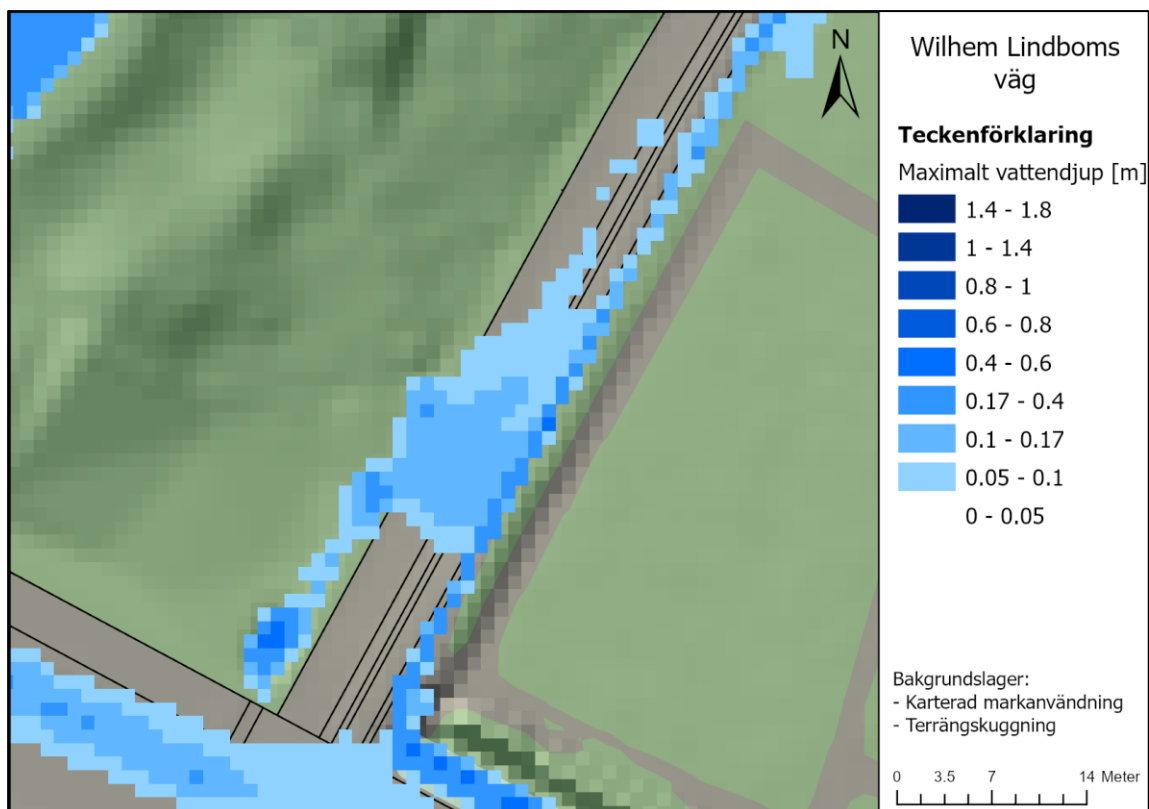 N
Wilhem Lindboms
väg
Teckenförklaring
Maximalt vattendjup [m]
1.4 - 1.8
1 - 1.4
0.8 - 1
0.6 - 0.8
0.4 - 0.6
0.17 - 0.4
0.1 - 0.17
0.05 - 0.1
0 - 0.05
Bakgrundslager:
- Karterad markanvändning
- Terrängskuggning
0 3.5 7 14 Meter